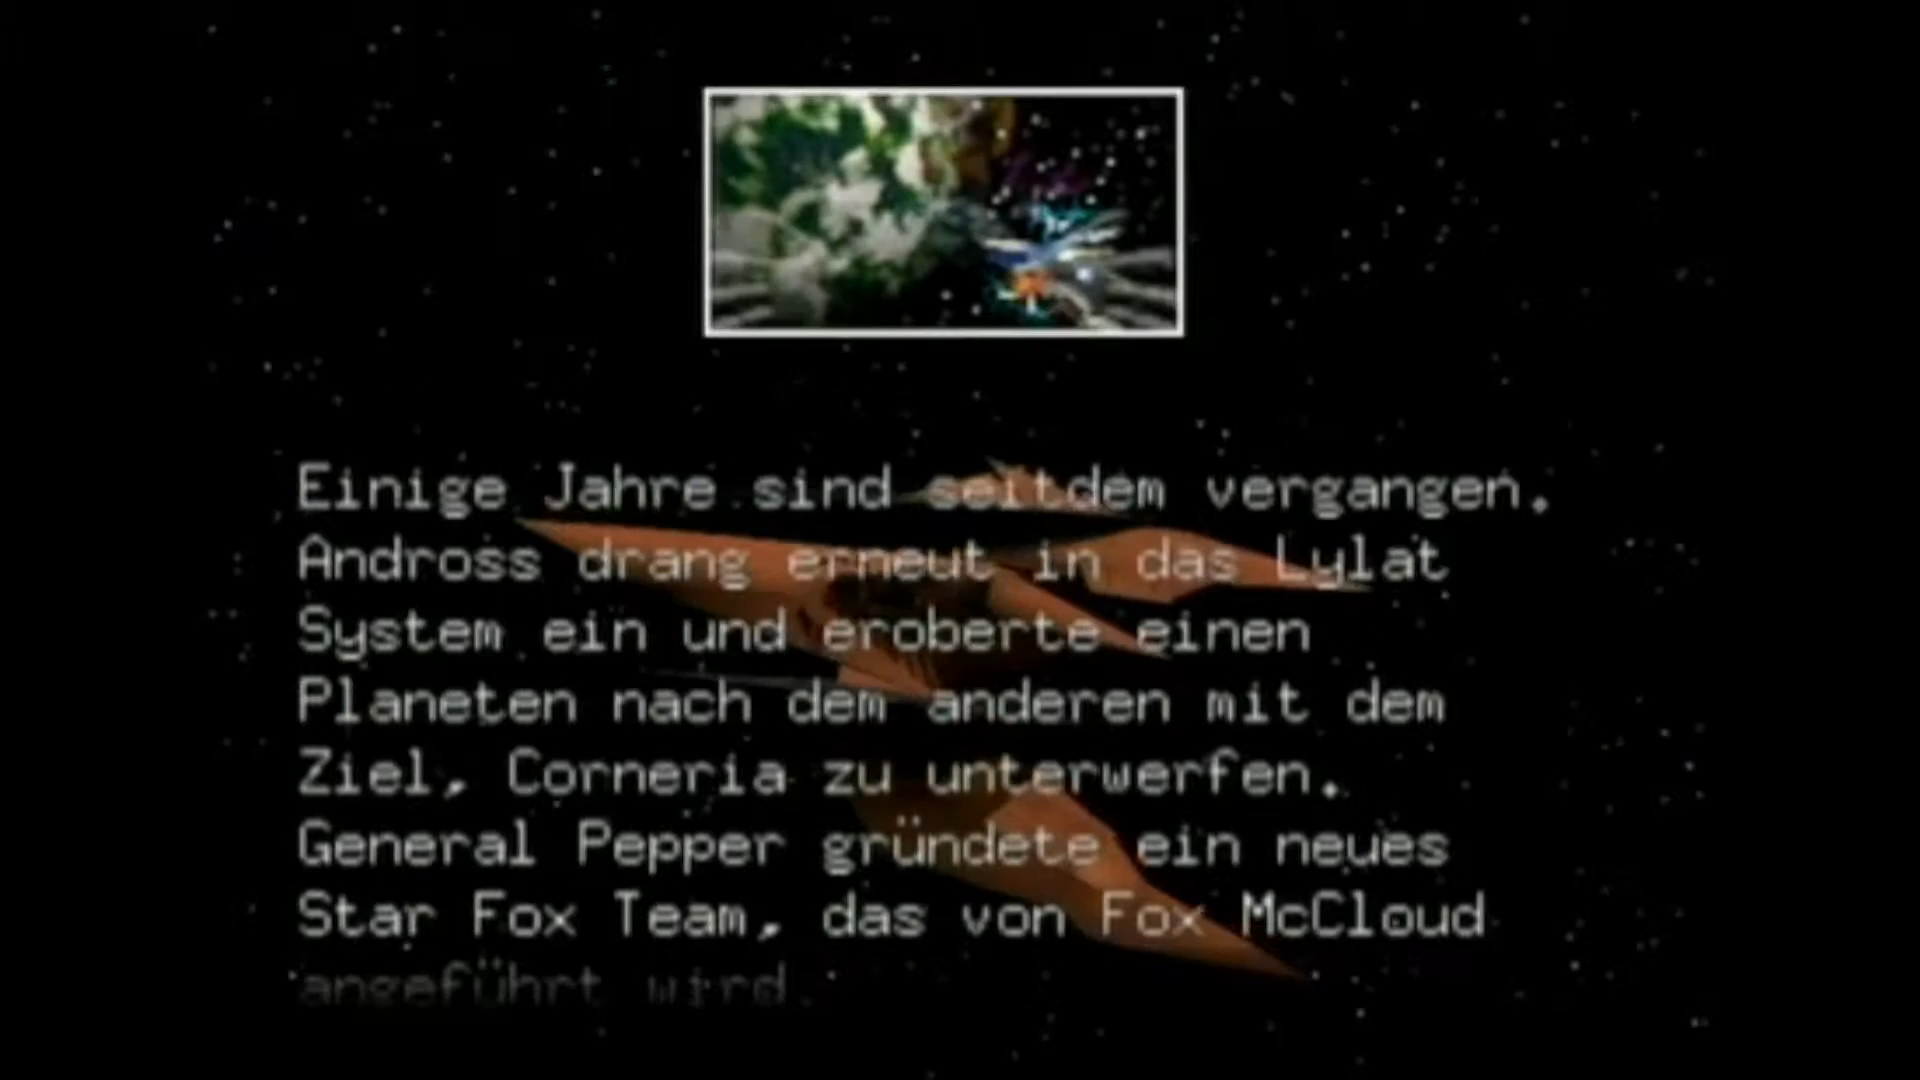 Einige Jahre sind seitdem vergangen.
Andross drang erneut in das Lylat
System ein und eroberte einen
Planeten nach dem anderen mit dem
Ziel, Corneria zu unterwerfen.
General Pepper gründete ein neues
Star Fox Team, das von Fox McCloud
angeführt wird.